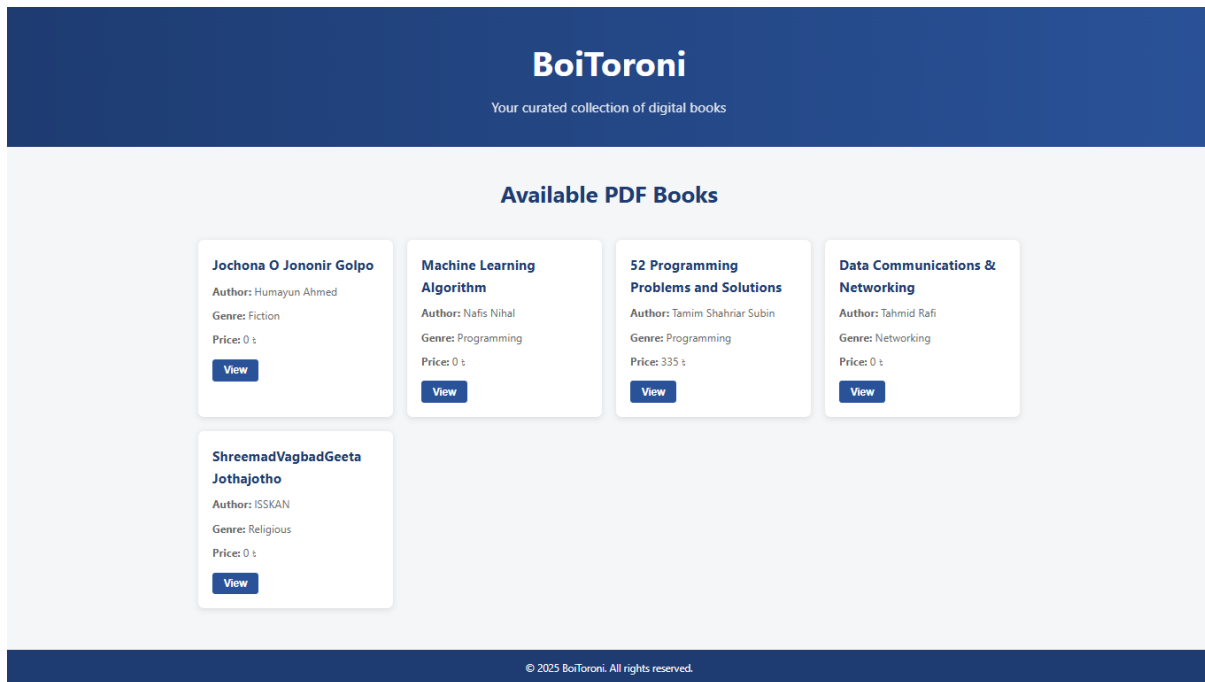 BoiToroni
Your curated collection of digital books
Available PDF Books
Jochona O Jononir Golpo
Author: Humayun Ahmed
Genre: Fiction
Price: 0 ৳
View
Machine Learning
Algorithm
Author: Nafis Nihal
Genre: Programming
Price: 0 ৳
View
52 Programming
Problems and Solutions
Author: Tamim Shahriar Subin
Genre: Programming
Price: 335 ৳
View
Data Communications &
Networking
Author: Tahmid Rafi
Genre: Networking
Price: 0 ৳
View
ShreemadVagbadGeeta
Jothajotho
Author: ISSKAN
Genre: Religious
Price: 0 ৳
View
© 2025 BoiToroni. All rights reserved.